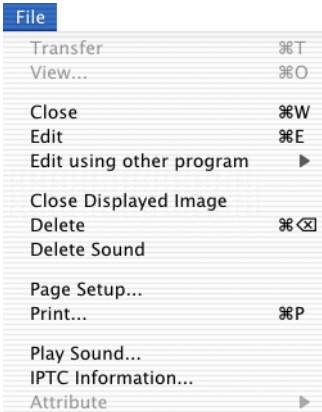 File
Transfer ⌘T
View... ⌘O
Close ⌘W
Edit ⌘E
Edit using other program ▶
Close Displayed Image
Delete ⌘⌫
Delete Sound
Page Setup...
Print... ⌘P
Play Sound...
IPTC Information...
Attribute ▶